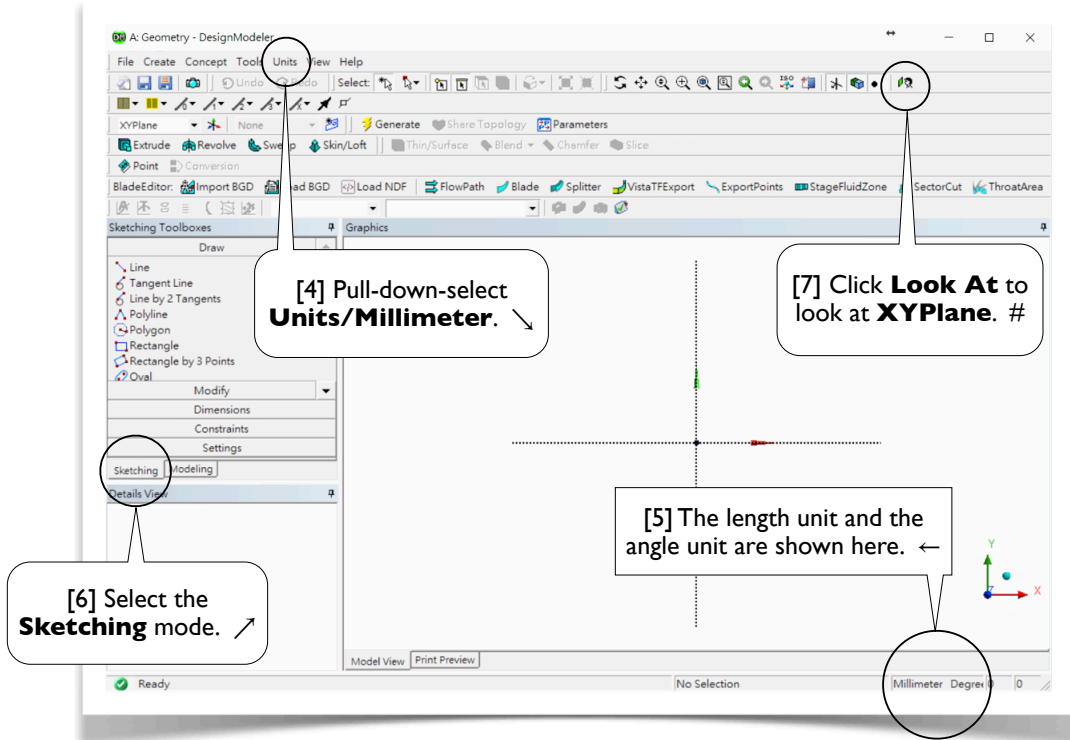 A: Geometry - DesignModeler
File Create Concept Tools Units View Help
Undo Redo Select:
XYPlane None Generate Share Topology Parameters
Extrude Revolve Sweep Skin/Loft Thin/Surface Blend Chamfer Slice
Point Conversion
BladeEditor: Import BGD Load BGD Load NDF FlowPath Blade Splitter VistaTFExport ExportPoints StageFluidZone SectorCut ThroatArea
Sketching Toolboxes
Graphics
Draw
Line
Tangent Line
Line by 2 Tangents
Polyline
Polygon
Rectangle
Rectangle by 3 Points
Oval
Modify
Dimensions
Constraints
Settings
Sketching Modeling
Details View
[4] Pull-down-select
Units/Millimeter. ↘
[7] Click Look At to
look at XYPlane. #
[5] The length unit and the
angle unit are shown here. ←
[6] Select the
Sketching mode. ↗
Y
Z
X
Model View Print Preview
Ready No Selection Millimeter Degree 0 0